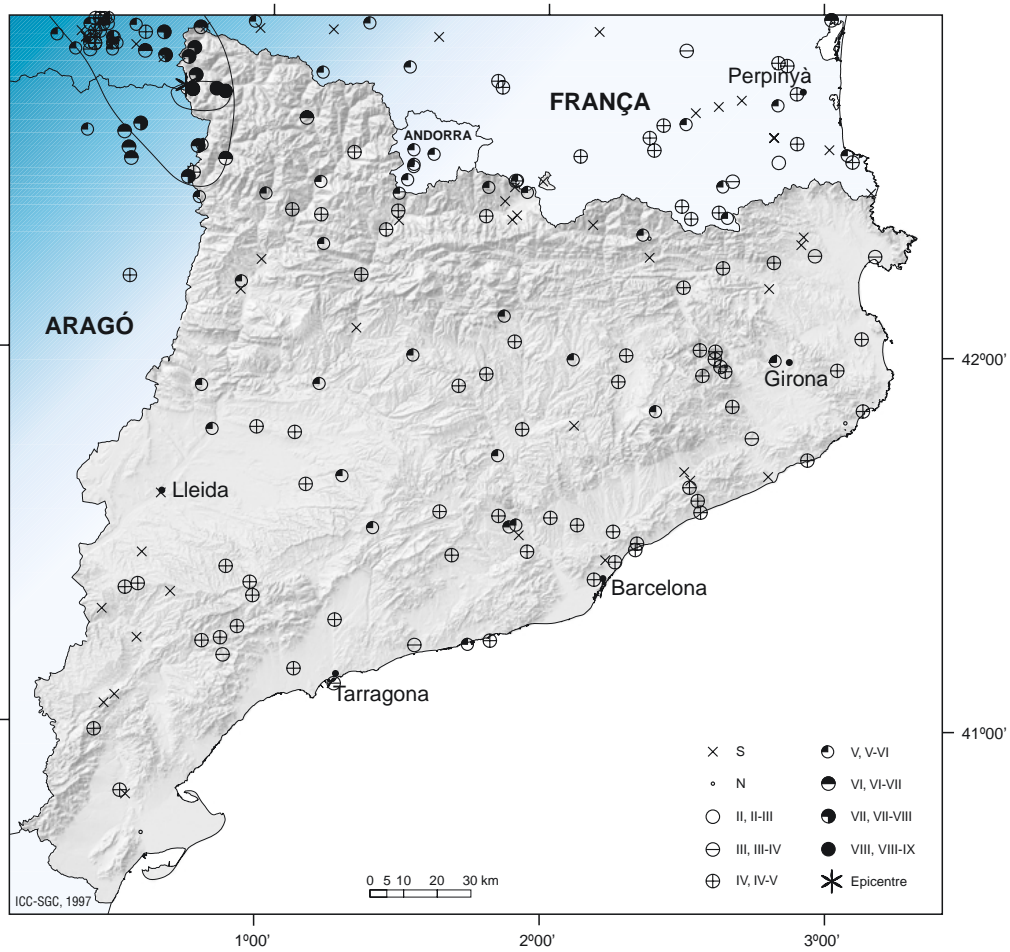 Perpinyà
FRANÇA
ANDORRA
ARAGÓ
42º00'
Girona
Lleida
Barcelona
Tarragona
41º00'
S
N
II, II-III
III, III-IV
IV, IV-V
V, V-VI
VI, VI-VII
VII, VII-VIII
VIII, VIII-IX
Epicentre
0 5 10 20 30 km
ICC-SGC, 1997
1º00' 2º00' 3º00'